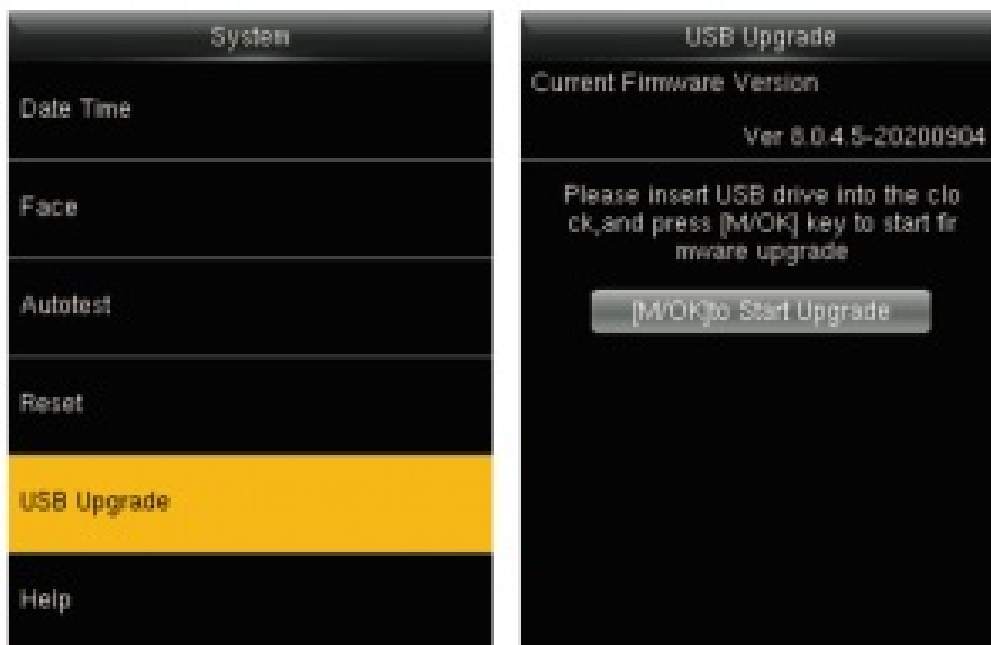 System
Date Time
Face
Autotest
Reset
USB Upgrade
Help
USB Upgrade
Current Firmware Version
Ver 8.0.4.5-20200904
Please insert USB drive into the clo
ck,and press [M/OK] key to start fir
mware upgrade
[M/OK]to Start Upgrade